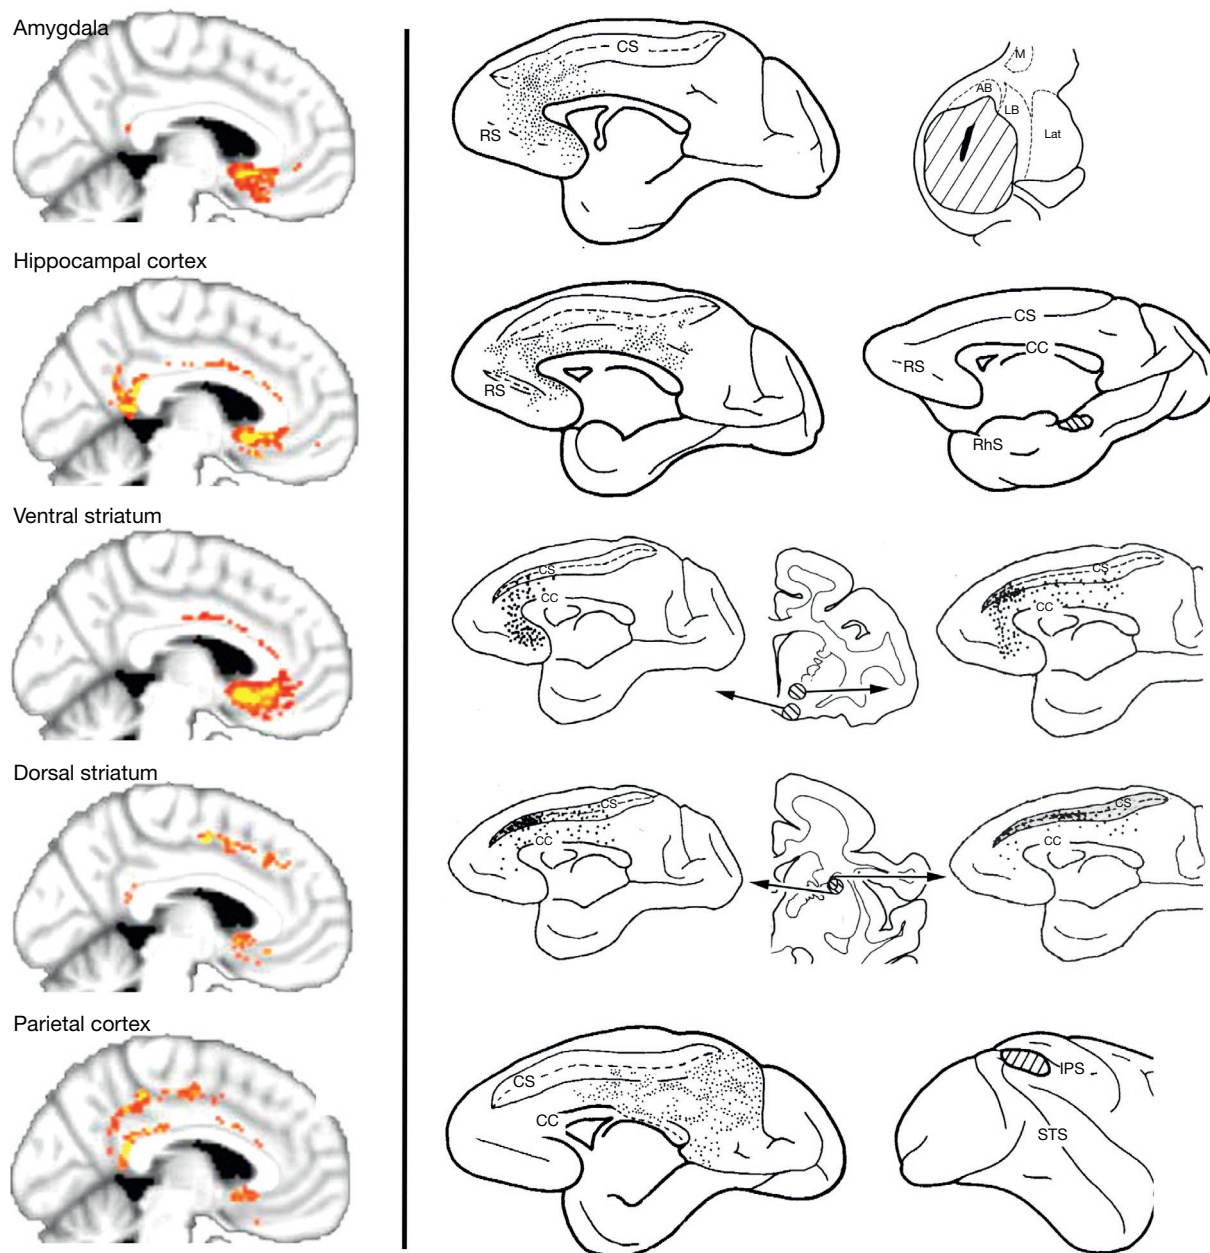 Amygdala
CS
RS
M
AB
LB
Lat
Hippocampal cortex
RS
CS
CC
RS
RhS
Ventral striatum
CS
CC
CS
CC
Dorsal striatum
CS
CC
CS
CC
Parietal cortex
CS
CC
IPS
STS